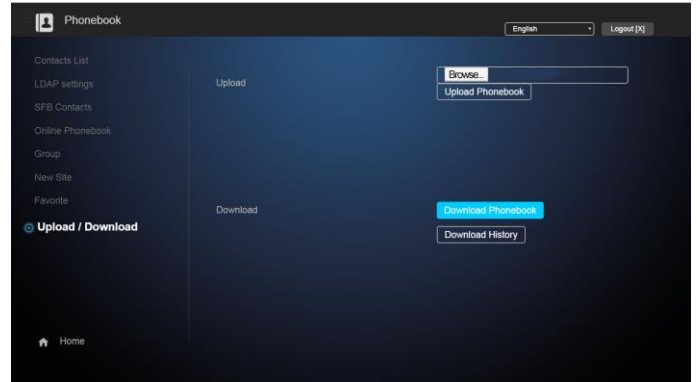 Phonebook
English
Logout [X]
Contacts List
LDAP settings
SFB Contacts
Online Phonebook
Group
New Site
Favorite
Upload / Download
Upload
Browse...
Upload Phonebook
Download
Download Phonebook
Download History
Home